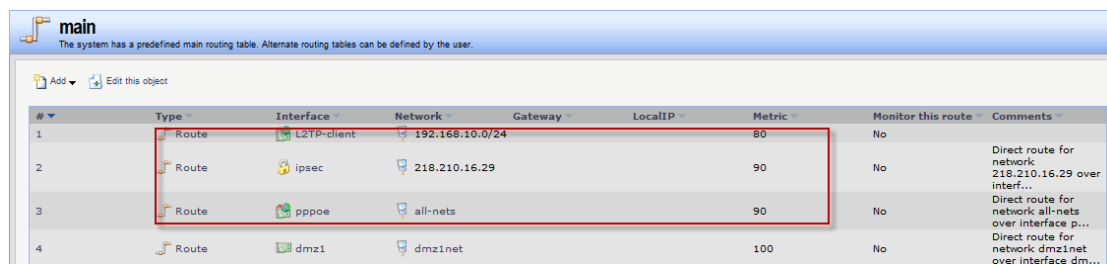 main
The system has a predefined main routing table. Alternate routing tables can be defined by the user.
Add Edit this object
# Type Interface Network Gateway LocalIP Metric Monitor this route Comments
1 Route L2TP-client 192.168.10.0/24 80 No
2 Route ipsec 218.210.16.29 90 No Direct route for
network
218.210.16.29 over
interf...
3 Route pppoe all-nets 90 No Direct route for
network all-nets
over interface p...
4 Route dmz1 dmz1net 100 No Direct route for
network dmz1net
over interface dm...